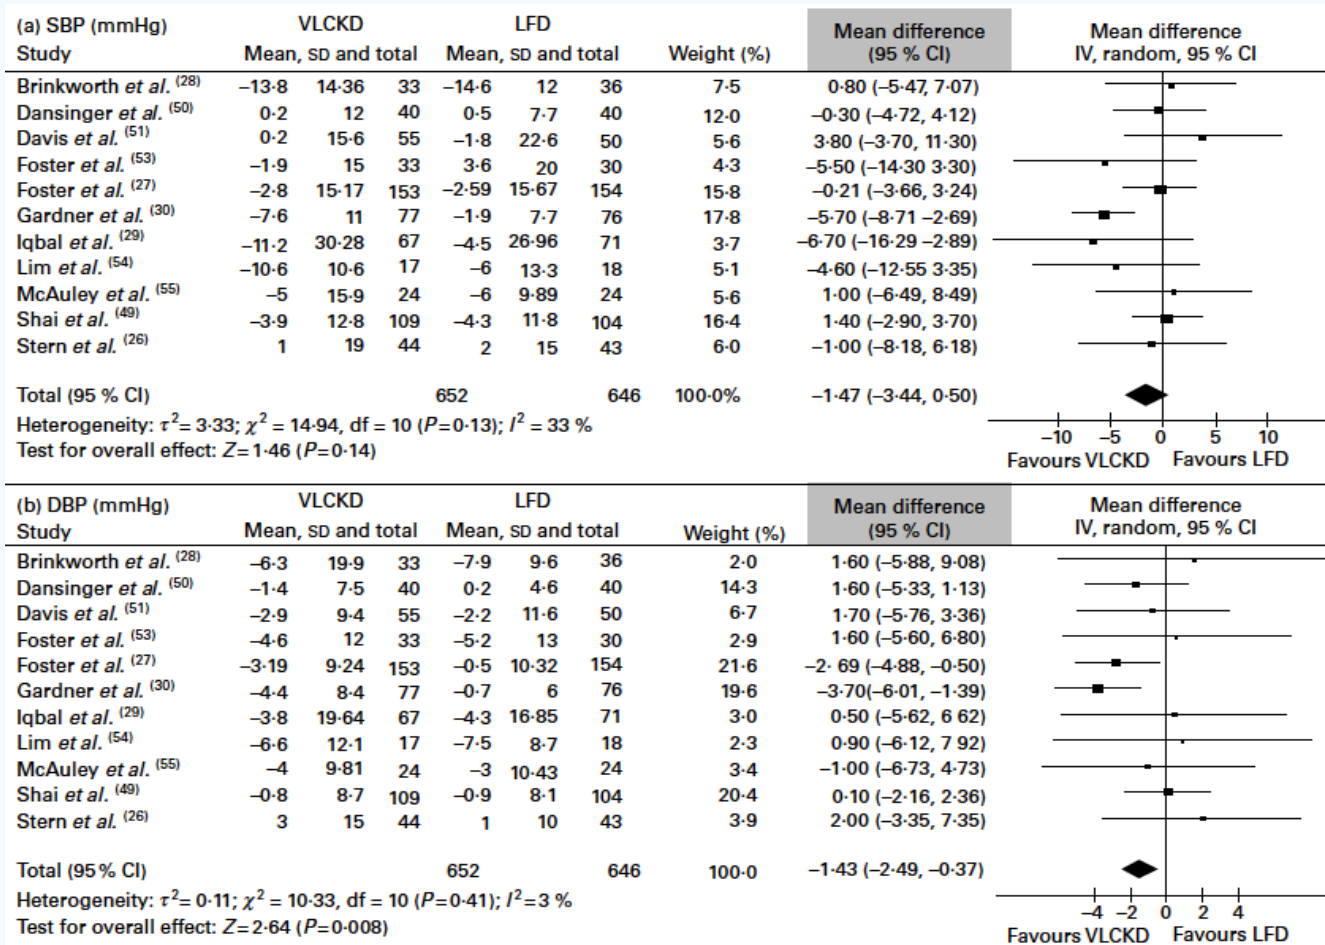 (a) SBP (mmHg) VLCKD LFD Mean difference Mean difference
Study Mean, SD and total Mean, SD and total Weight (%) (95 % CI) IV, random, 95 % CI
Brinkworth et al. (28) −13·8 14·36 33 −14·6 12 36 7·5 0·80 (−5·47, 7·07)
Dansinger et al. (50) 0·2 12 40 0·5 7·7 40 12·0 −0·30 (−4·72, 4·12)
Davis et al. (51) 0·2 15·6 55 −1·8 22·6 50 5·6 3·80 (−3·70, 11·30)
Foster et al. (53) −1·9 15 33 3·6 20 30 4·3 −5·50 (−14·30 3·30)
Foster et al. (27) −2·8 15·17 153 −2·59 15·67 154 15·8 −0·21 (−3·66, 3·24)
Gardner et al. (30) −7·6 11 77 −1·9 7·7 76 17·8 −5·70 (−8·71 −2·69)
Iqbal et al. (29) −11·2 30·28 67 −4·5 26·96 71 3·7 −6·70 (−16·29 −2·89)
Lim et al. (54) −10·6 10·6 17 −6 13·3 18 5·1 −4·60 (−12·55 3·35)
McAuley et al. (55) −5 15·9 24 −6 9·89 24 5·6 1·00 (−6·49, 8·49)
Shai et al. (49) −3·9 12·8 109 −4·3 11·8 104 16·4 1·40 (−2·90, 3·70)
Stern et al. (26) 1 19 44 2 15 43 6·0 −1·00 (−8·18, 6·18)
Total (95 % CI) 652 646 100·0% −1·47 (−3·44, 0·50)
Heterogeneity: τ²= 3·33; χ² = 14·94, df = 10 (P=0·13); I² = 33 %
Test for overall effect: Z=1·46 (P=0·14)
−10 −5 0 5 10
Favours VLCKD Favours LFD
(b) DBP (mmHg) VLCKD LFD Mean difference Mean difference
Study Mean, SD and total Mean, SD and total Weight (%) (95 % CI) IV, random, 95 % CI
Brinkworth et al. (28) −6·3 19·9 33 −7·9 9·6 36 2·0 1·60 (−5·88, 9·08)
Dansinger et al. (50) −1·4 7·5 40 0·2 4·6 40 14·3 1·60 (−5·33, 1·13)
Davis et al. (51) −2·9 9·4 55 −2·2 11·6 50 6·7 1·70 (−5·76, 3·36)
Foster et al. (53) −4·6 12 33 −5·2 13 30 2·9 1·60 (−5·60, 6·80)
Foster et al. (27) −3·19 9·24 153 −0·5 10·32 154 21·6 −2· 69 (−4·88, −0·50)
Gardner et al. (30) −4·4 8·4 77 −0·7 6 76 19·6 −3·70(−6·01, −1·39)
Iqbal et al. (29) −3·8 19·64 67 −4·3 16·85 71 3·0 0·50 (−5·62, 6 62)
Lim et al. (54) −6·6 12·1 17 −7·5 8·7 18 2·3 0·90 (−6·12, 7 92)
McAuley et al. (55) −4 9·81 24 −3 10·43 24 3·4 −1·00 (−6·73, 4·73)
Shai et al. (49) −0·8 8·7 109 −0·9 8·1 104 20·4 0·10 (−2·16, 2·36)
Stern et al. (26) 3 15 44 1 10 43 3·9 2·00 (−3·35, 7·35)
Total (95 % CI) 652 646 100·0 −1·43 (−2·49, −0·37)
Heterogeneity: τ²= 0·11; χ² = 10·33, df = 10 (P=0·41); I²=3 %
Test for overall effect: Z=2·64 (P=0·008)
−4 −2 0 2 4
Favours VLCKD Favours LFD